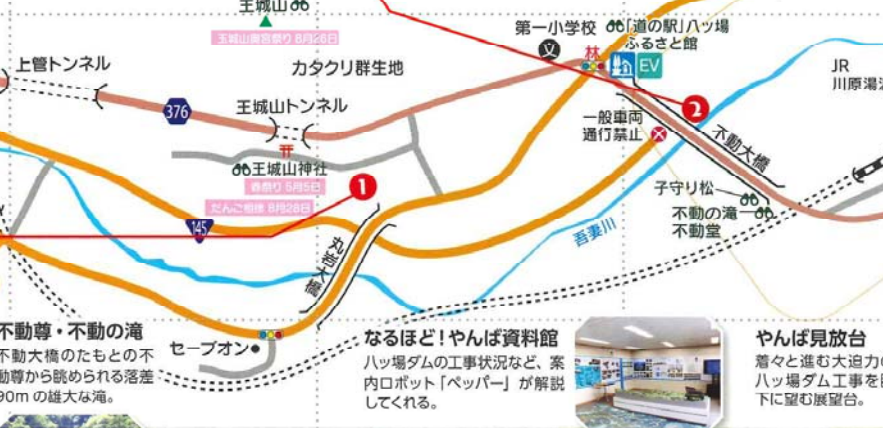 王城山
玉城山奥宮祭り 8月26日
第一小学校
「道の駅」八ッ場
ふるさと館
文
林
EV
上管トンネル
カタクリ群生地
JR
川原湯温
376
王城山トンネル
2
一般車両
通行禁止
不動大橋
王城山神社
春祭り 5月5日
だんご相撲 8月28日
1
子守り松
不動の滝
不動堂
145
吾妻川
丸岩大橋
セーブオン
不動尊・不動の滝
不動大橋のたもとの不
動尊から眺められる落差
90mの雄大な滝。
なるほど!やんば資料館
八ッ場ダムの工事状況など、案
内ロボット「ペッパー」が解説
してくれる。
やんば見放台
着々と進む大迫力の
八ッ場ダム工事を眼
下に望む展望台。